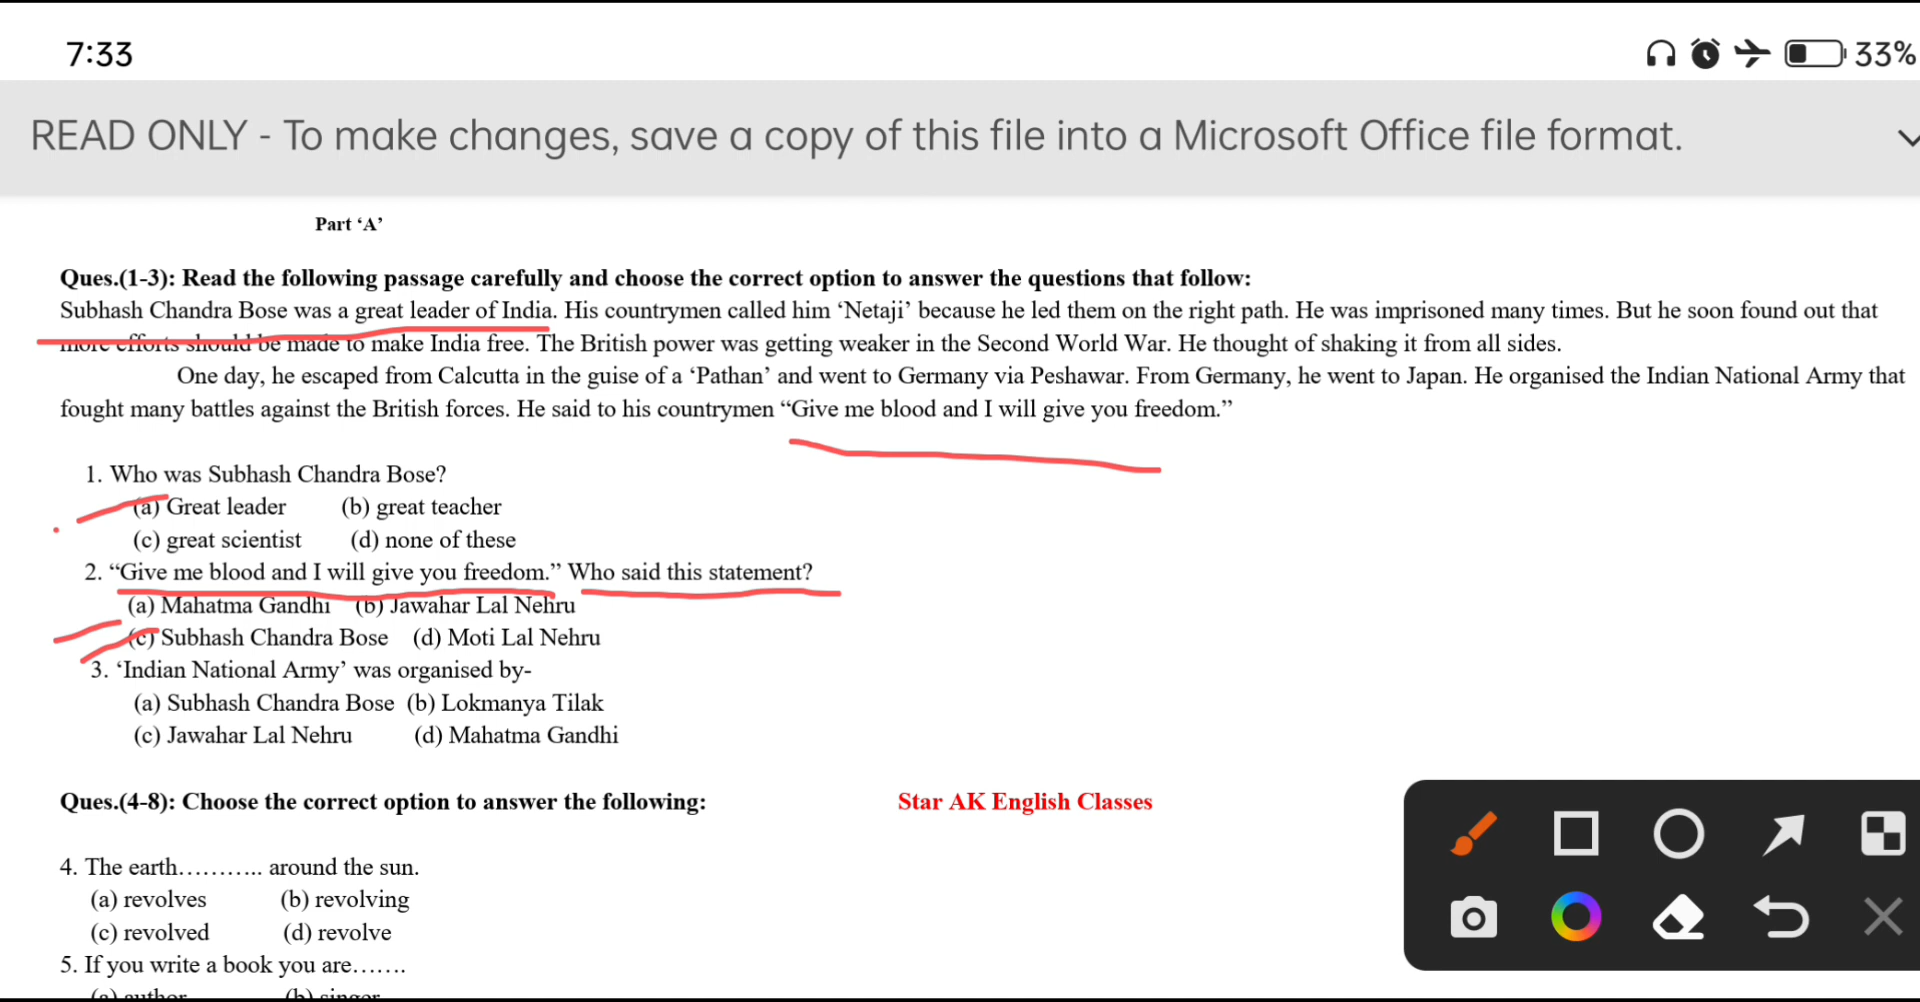 7:33
33%
READ ONLY - To make changes, save a copy of this file into a Microsoft Office file format.
Part ‘A’
Ques.(1-3): Read the following passage carefully and choose the correct option to answer the questions that follow:
Subhash Chandra Bose was a great leader of India. His countrymen called him ‘Netaji’ because he led them on the right path. He was imprisoned many times. But he soon found out that
more efforts should be made to make India free. The British power was getting weaker in the Second World War. He thought of shaking it from all sides.
One day, he escaped from Calcutta in the guise of a ‘Pathan’ and went to Germany via Peshawar. From Germany, he went to Japan. He organised the Indian National Army that
fought many battles against the British forces. He said to his countrymen “Give me blood and I will give you freedom.”
1. Who was Subhash Chandra Bose?
(a) Great leader (b) great teacher
(c) great scientist (d) none of these
2. “Give me blood and I will give you freedom.” Who said this statement?
(a) Mahatma Gandhi (b) Jawahar Lal Nehru
(c) Subhash Chandra Bose (d) Moti Lal Nehru
3. ‘Indian National Army’ was organised by-
(a) Subhash Chandra Bose (b) Lokmanya Tilak
(c) Jawahar Lal Nehru (d) Mahatma Gandhi
Ques.(4-8): Choose the correct option to answer the following:
Star AK English Classes
4. The earth……….. around the sun.
(a) revolves (b) revolving
(c) revolved (d) revolve
5. If you write a book you are…….
(a) author (b) singer